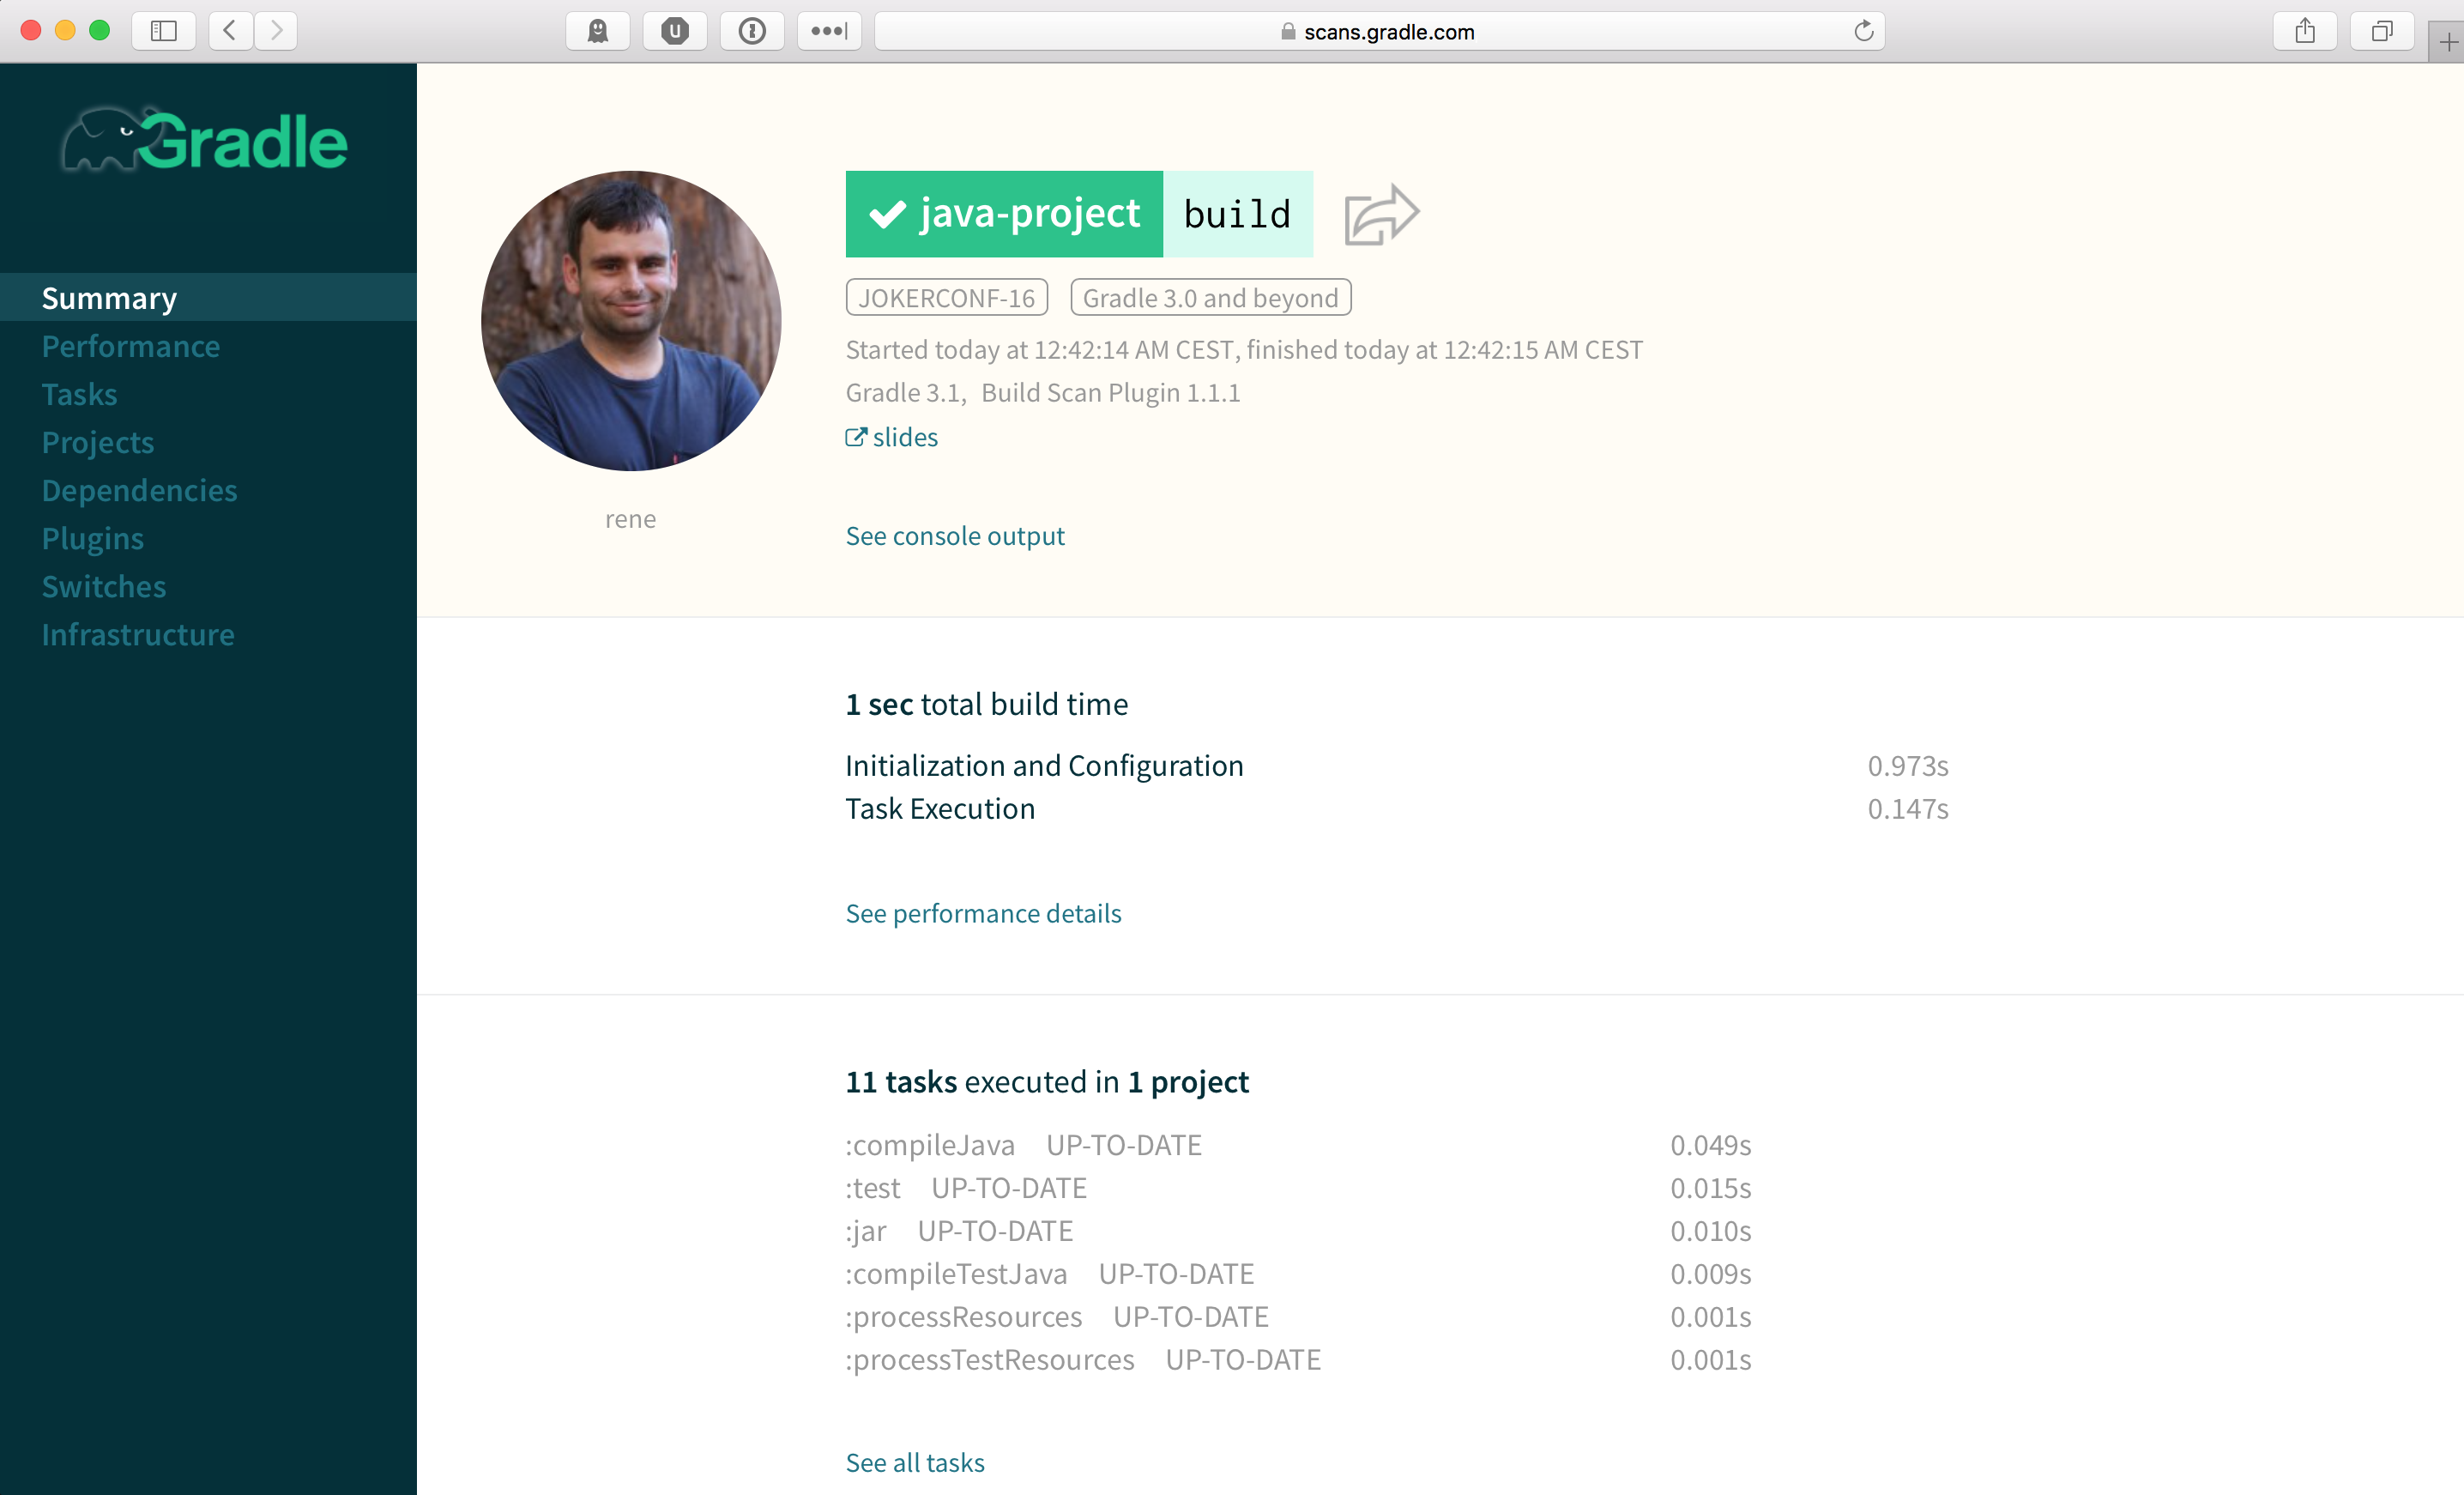 scans.gradle.com
Gradle
Summary
Performance
Tasks
Projects
Dependencies
Plugins
Switches
Infrastructure
rene
java-project build
JOKERCONF-16 Gradle 3.0 and beyond
Started today at 12:42:14 AM CEST, finished today at 12:42:15 AM CEST
Gradle 3.1, Build Scan Plugin 1.1.1
slides
See console output
1 sec total build time
Initialization and Configuration 0.973s
Task Execution 0.147s
See performance details
11 tasks executed in 1 project
:compileJava UP-TO-DATE 0.049s
:test UP-TO-DATE 0.015s
:jar UP-TO-DATE 0.010s
:compileTestJava UP-TO-DATE 0.009s
:processResources UP-TO-DATE 0.001s
:processTestResources UP-TO-DATE 0.001s
See all tasks